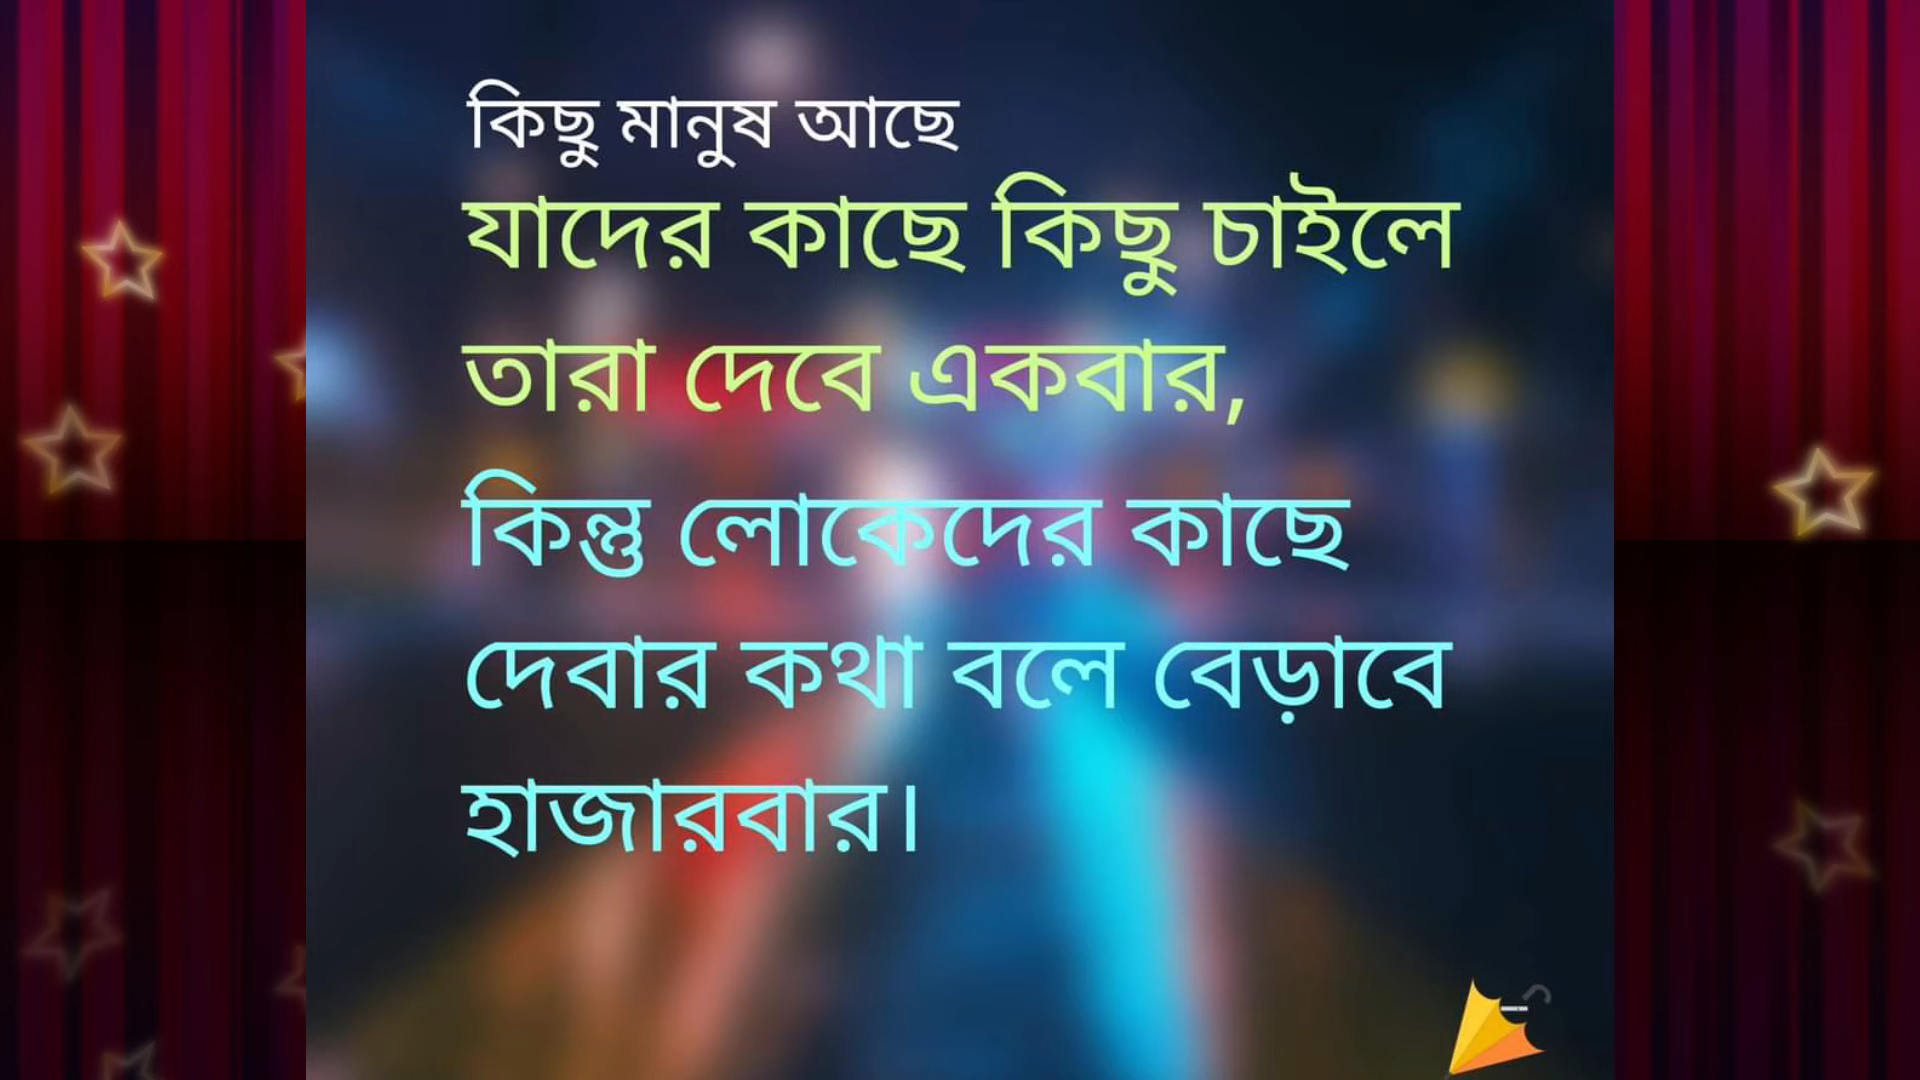 কিছু মানুষ আছে
যাদের কাছে কিছু চাইলে
তারা দেবে একবার,
কিন্তু লোকেদের কাছে
দেবার কথা বলে বেড়াবে
হাজারবার।